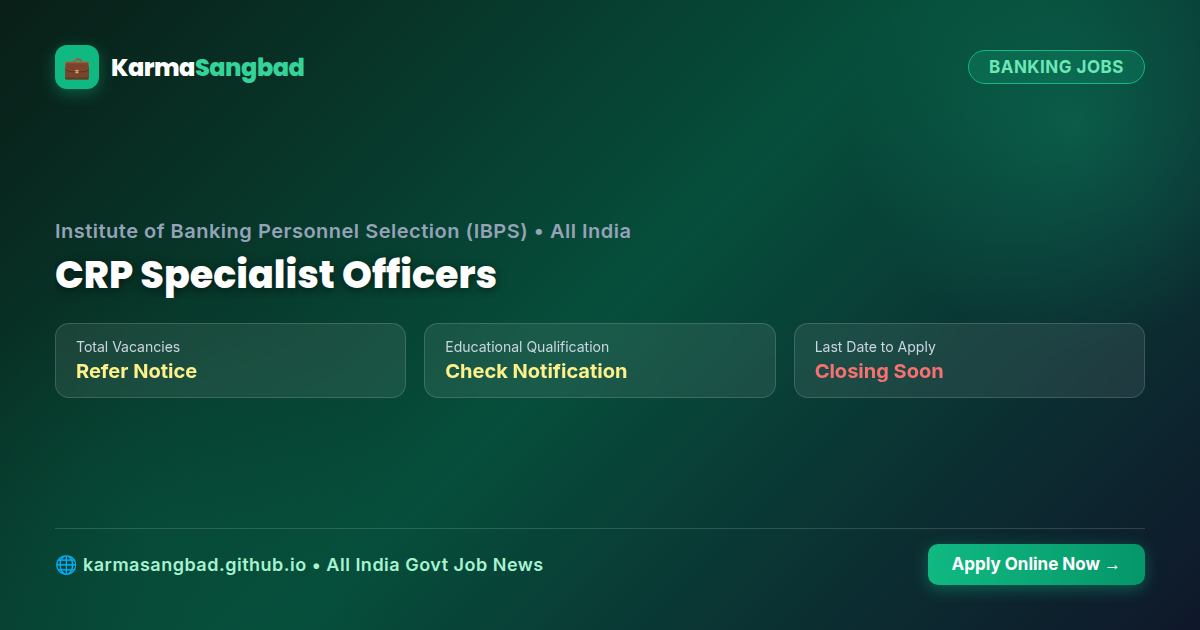 KarmaSangbad
BANKING JOBS
Institute of Banking Personnel Selection (IBPS) • All India
CRP Specialist Officers
Total Vacancies
Refer Notice
Educational Qualification
Check Notification
Last Date to Apply
Closing Soon
🌐 karmasangbad.github.io • All India Govt Job News
Apply Online Now →